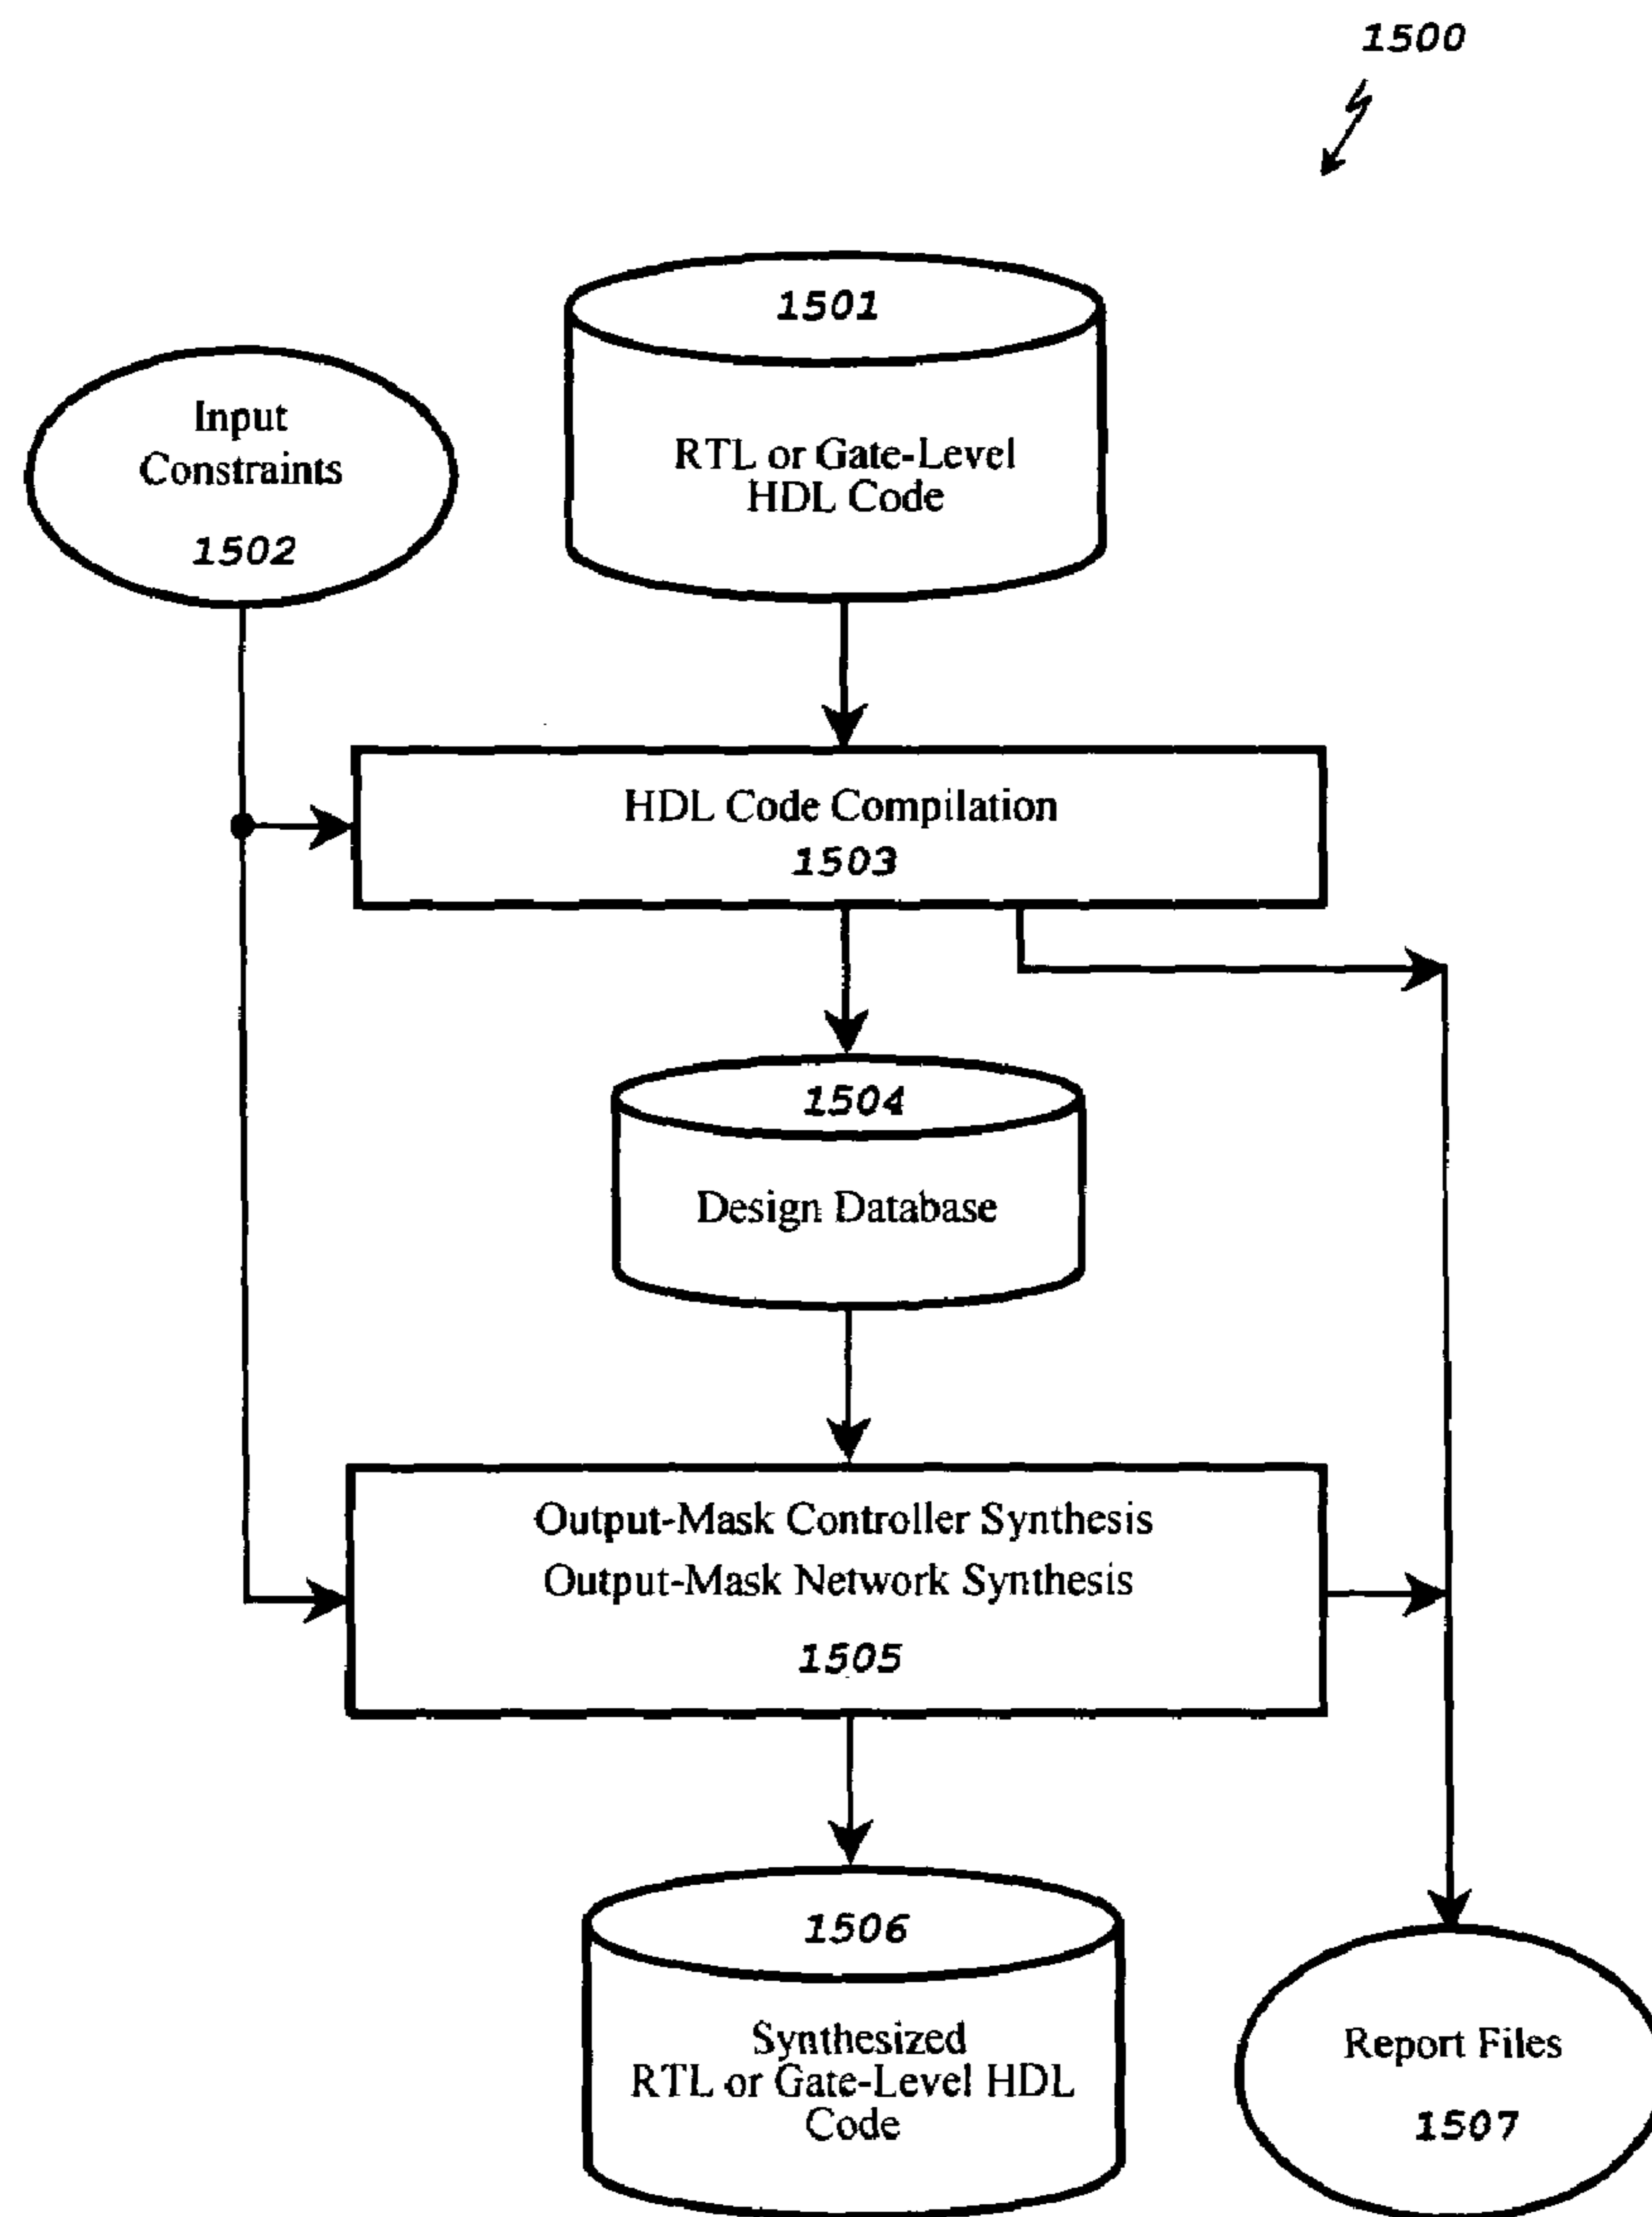 1500
1501
RTL or Gate-Level
HDL Code
Input
Constraints
1502
HDL Code Compilation
1503
1504
Design Database
Output-Mask Controller Synthesis
Output-Mask Network Synthesis
1505
1506
Synthesized
RTL or Gate-Level HDL
Code
Report Files
1507